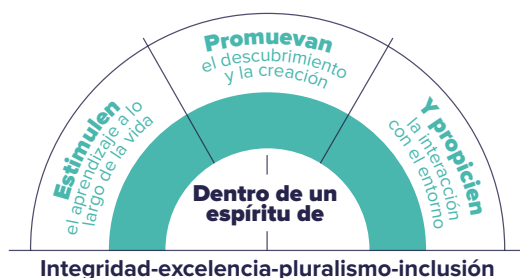 Estimulen
el aprendizaje a lo
largo de la vida
Promuevan
el descubrimiento
y la creación
Y propicien
la interacción
con el entorno
Dentro de un
espíritu de
Integridad-excelencia-pluralismo-inclusión